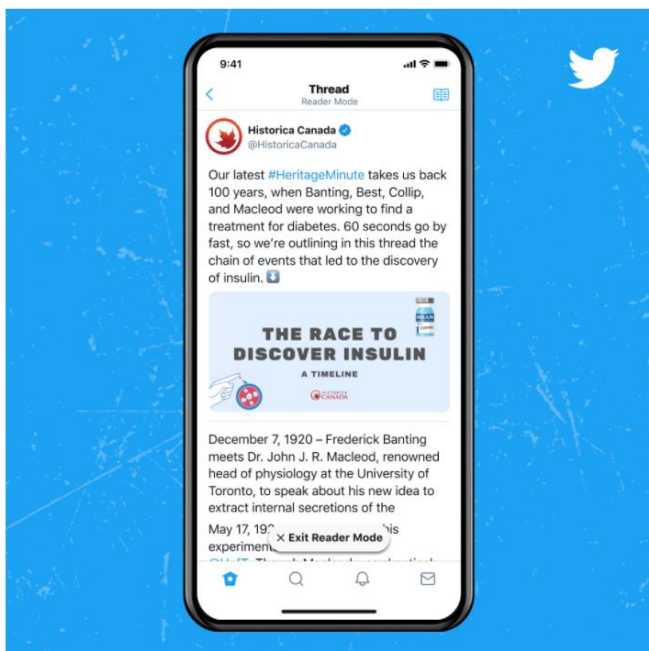 9:41
Thread
Reader Mode
Historica Canada
@HistoricaCanada
Our latest #HeritageMinute takes us back
100 years, when Banting, Best, Collip,
and Macleod were working to find a
treatment for diabetes. 60 seconds go by
fast, so we're outlining in this thread the
chain of events that led to the discovery
of insulin.
THE RACE TO
DISCOVER INSULIN
A TIMELINE
HISTORICA
CANADA
December 7, 1920 – Frederick Banting
meets Dr. John J. R. Macleod, renowned
head of physiology at the University of
Toronto, to speak about his new idea to
extract internal secretions of the
May 17, 192
experiment
× Exit Reader Mode